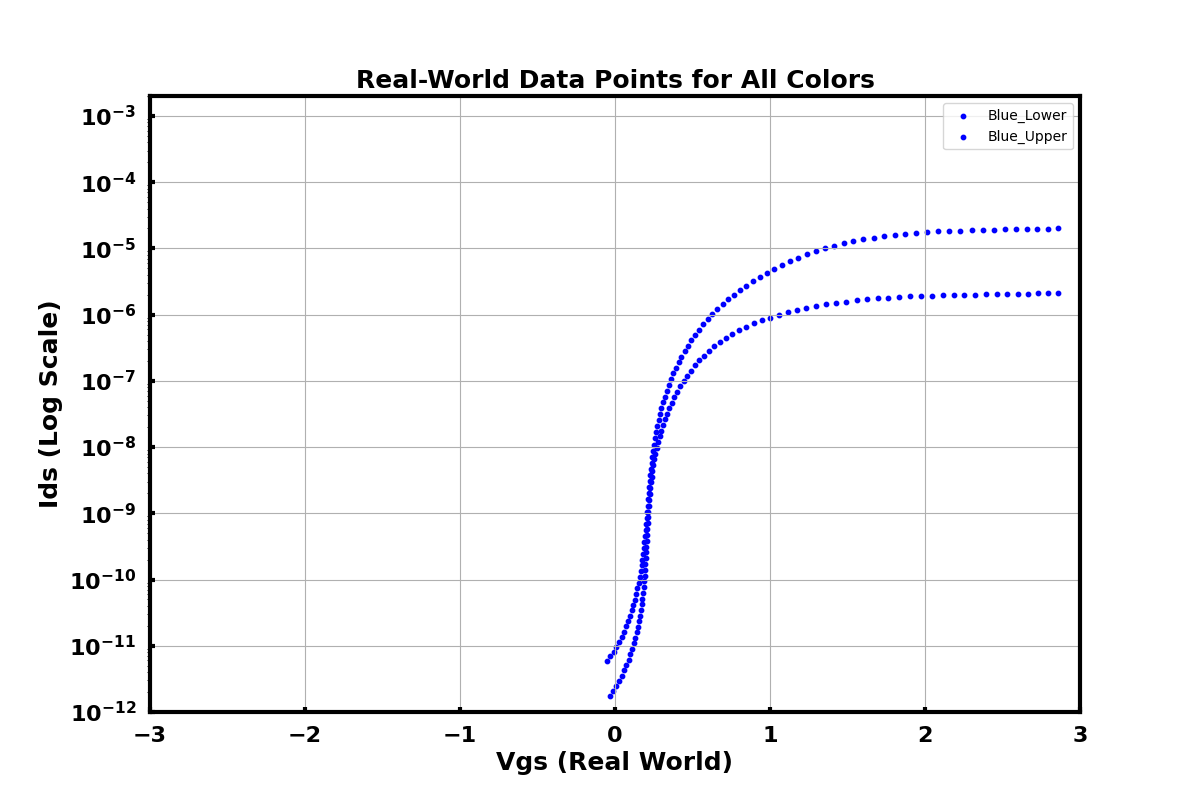 Real-World Data Points for All Colors
Blue_Lower
Blue_Upper
Ids (Log Scale)
10⁻³
10⁻⁴
10⁻⁵
10⁻⁶
10⁻⁷
10⁻⁸
10⁻⁹
10⁻¹⁰
10⁻¹¹
10⁻¹²
−3 −2 −1 0 1 2 3
Vgs (Real World)